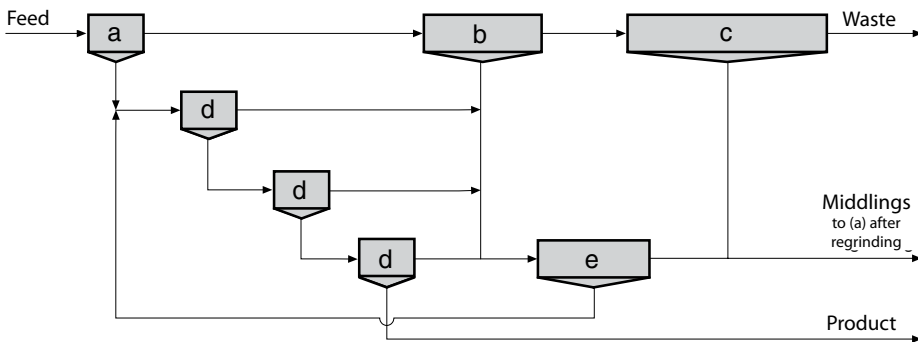 Feed
Waste
a
b
c
d
d
Middlings
to (a) after
regrinding
d
e
Product